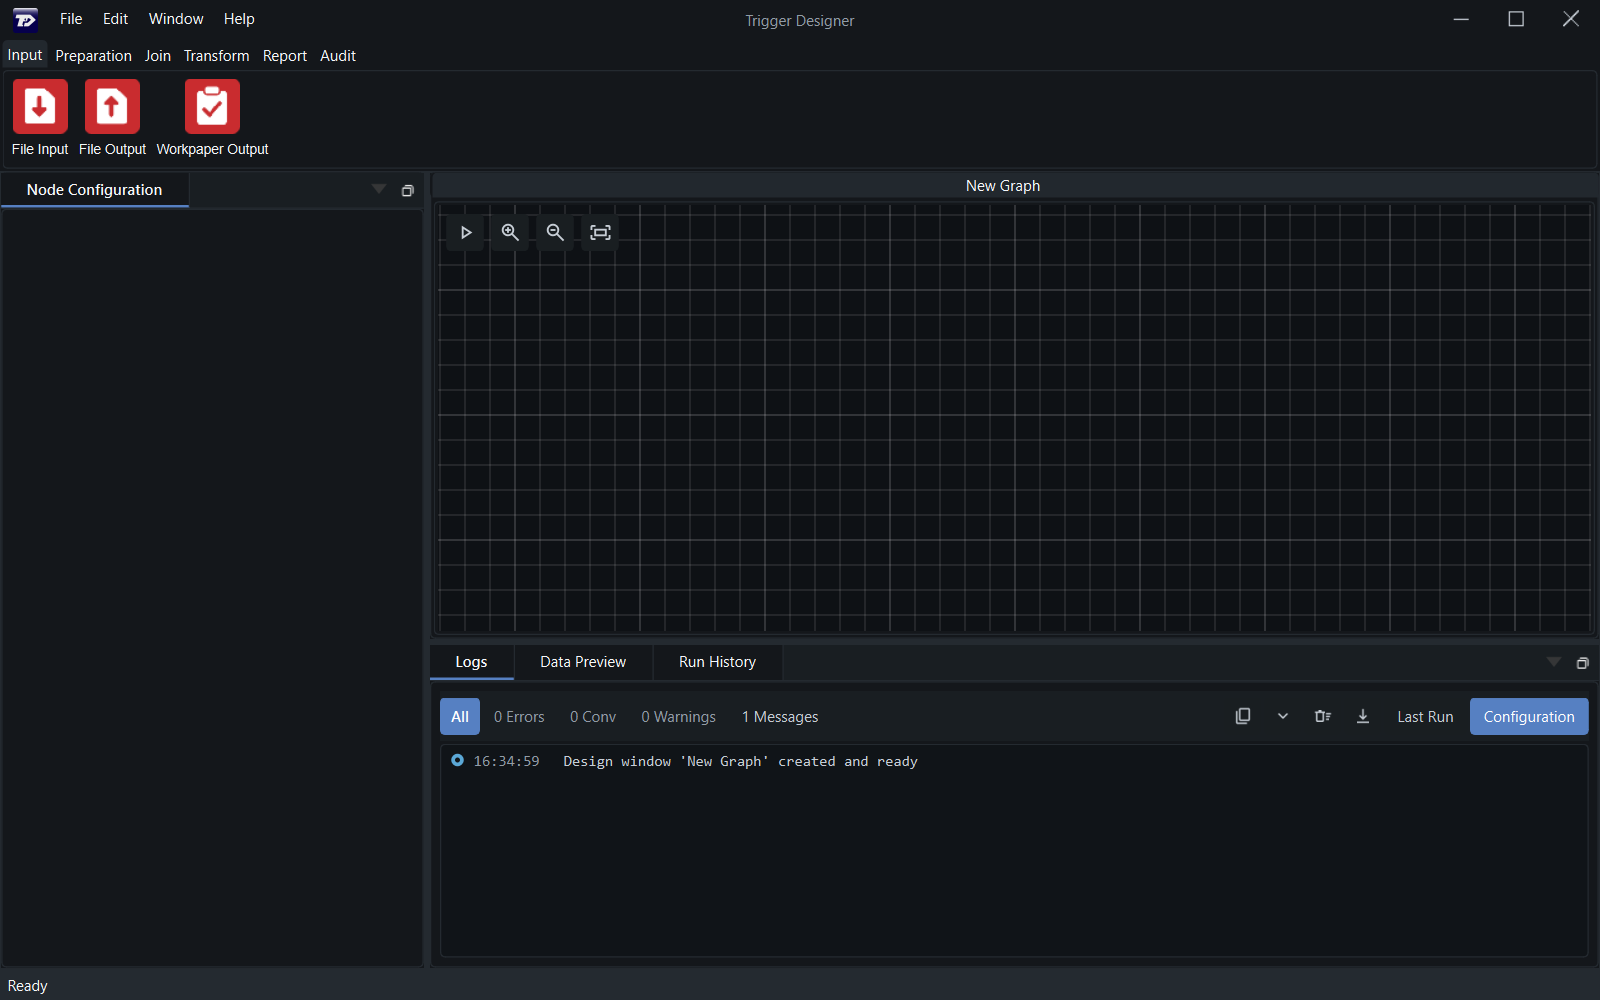 File Edit Window Help
Trigger Designer
Input Preparation Join Transform Report Audit
File Input File Output Workpaper Output
Node Configuration
New Graph
Logs Data Preview Run History
All 0 Errors 0 Conv 0 Warnings 1 Messages Last Run Configuration
16:34:59 Design window 'New Graph' created and ready
Ready